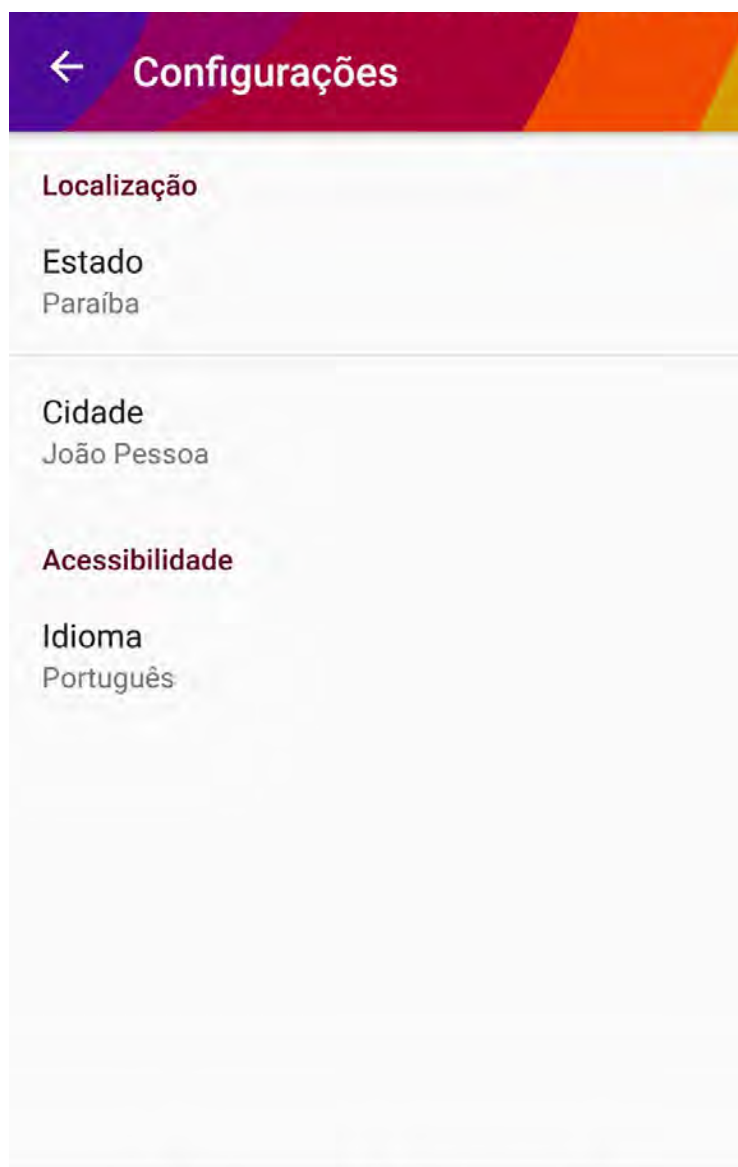 Configurações
Localização
Estado
Paraíba
Cidade
João Pessoa
Acessibilidade
Idioma
Português